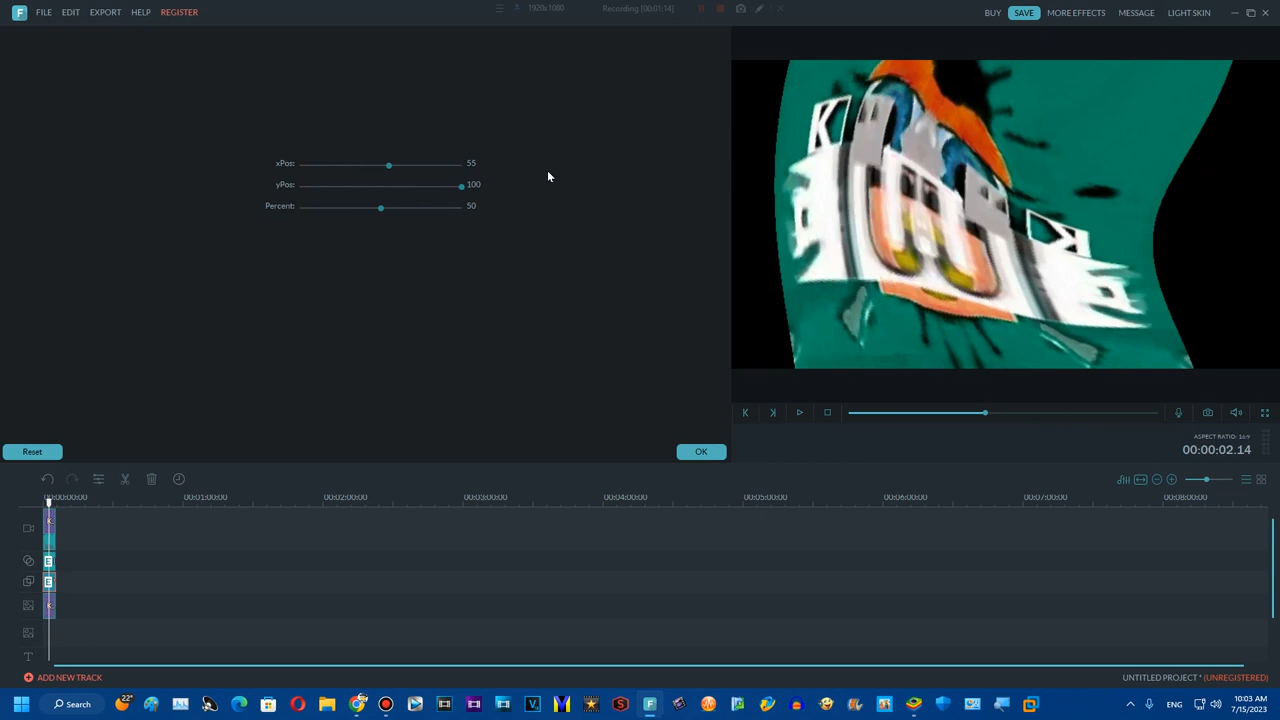 F FILE EDIT EXPORT HELP REGISTER
1920x1080 Recording [00:01:14]
BUY SAVE MORE EFFECTS MESSAGE LIGHT SKIN
xPos: 55
yPos: 100
Percent: 50
K
Reset OK
ASPECT RATIO: 16:9
00:00:02.14
00:00:00:00 00:01:00:00 00:02:00:00 00:03:00:00 00:04:00:00 00:05:00:00 00:06:00:00 00:07:00:00 00:08:00:00
E
E
T
ADD NEW TRACK
UNTITLED PROJECT * (UNREGISTERED)
22°
Search
ENG
10:03 AM
7/15/2023